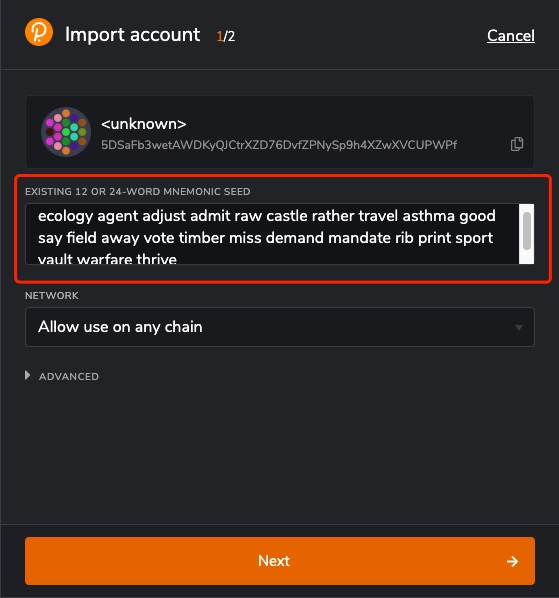 Import account 1/2 Cancel
<unknown>
5DSaFb3wetAWDKyQJCtrXZD76DvfZPNySp9h4XZwXVCUPWPf
EXISTING 12 OR 24-WORD MNEMONIC SEED
ecology agent adjust admit raw castle rather travel asthma good
say field away vote timber miss demand mandate rib print sport
vault warfare thrive
NETWORK
Allow use on any chain
ADVANCED
Next